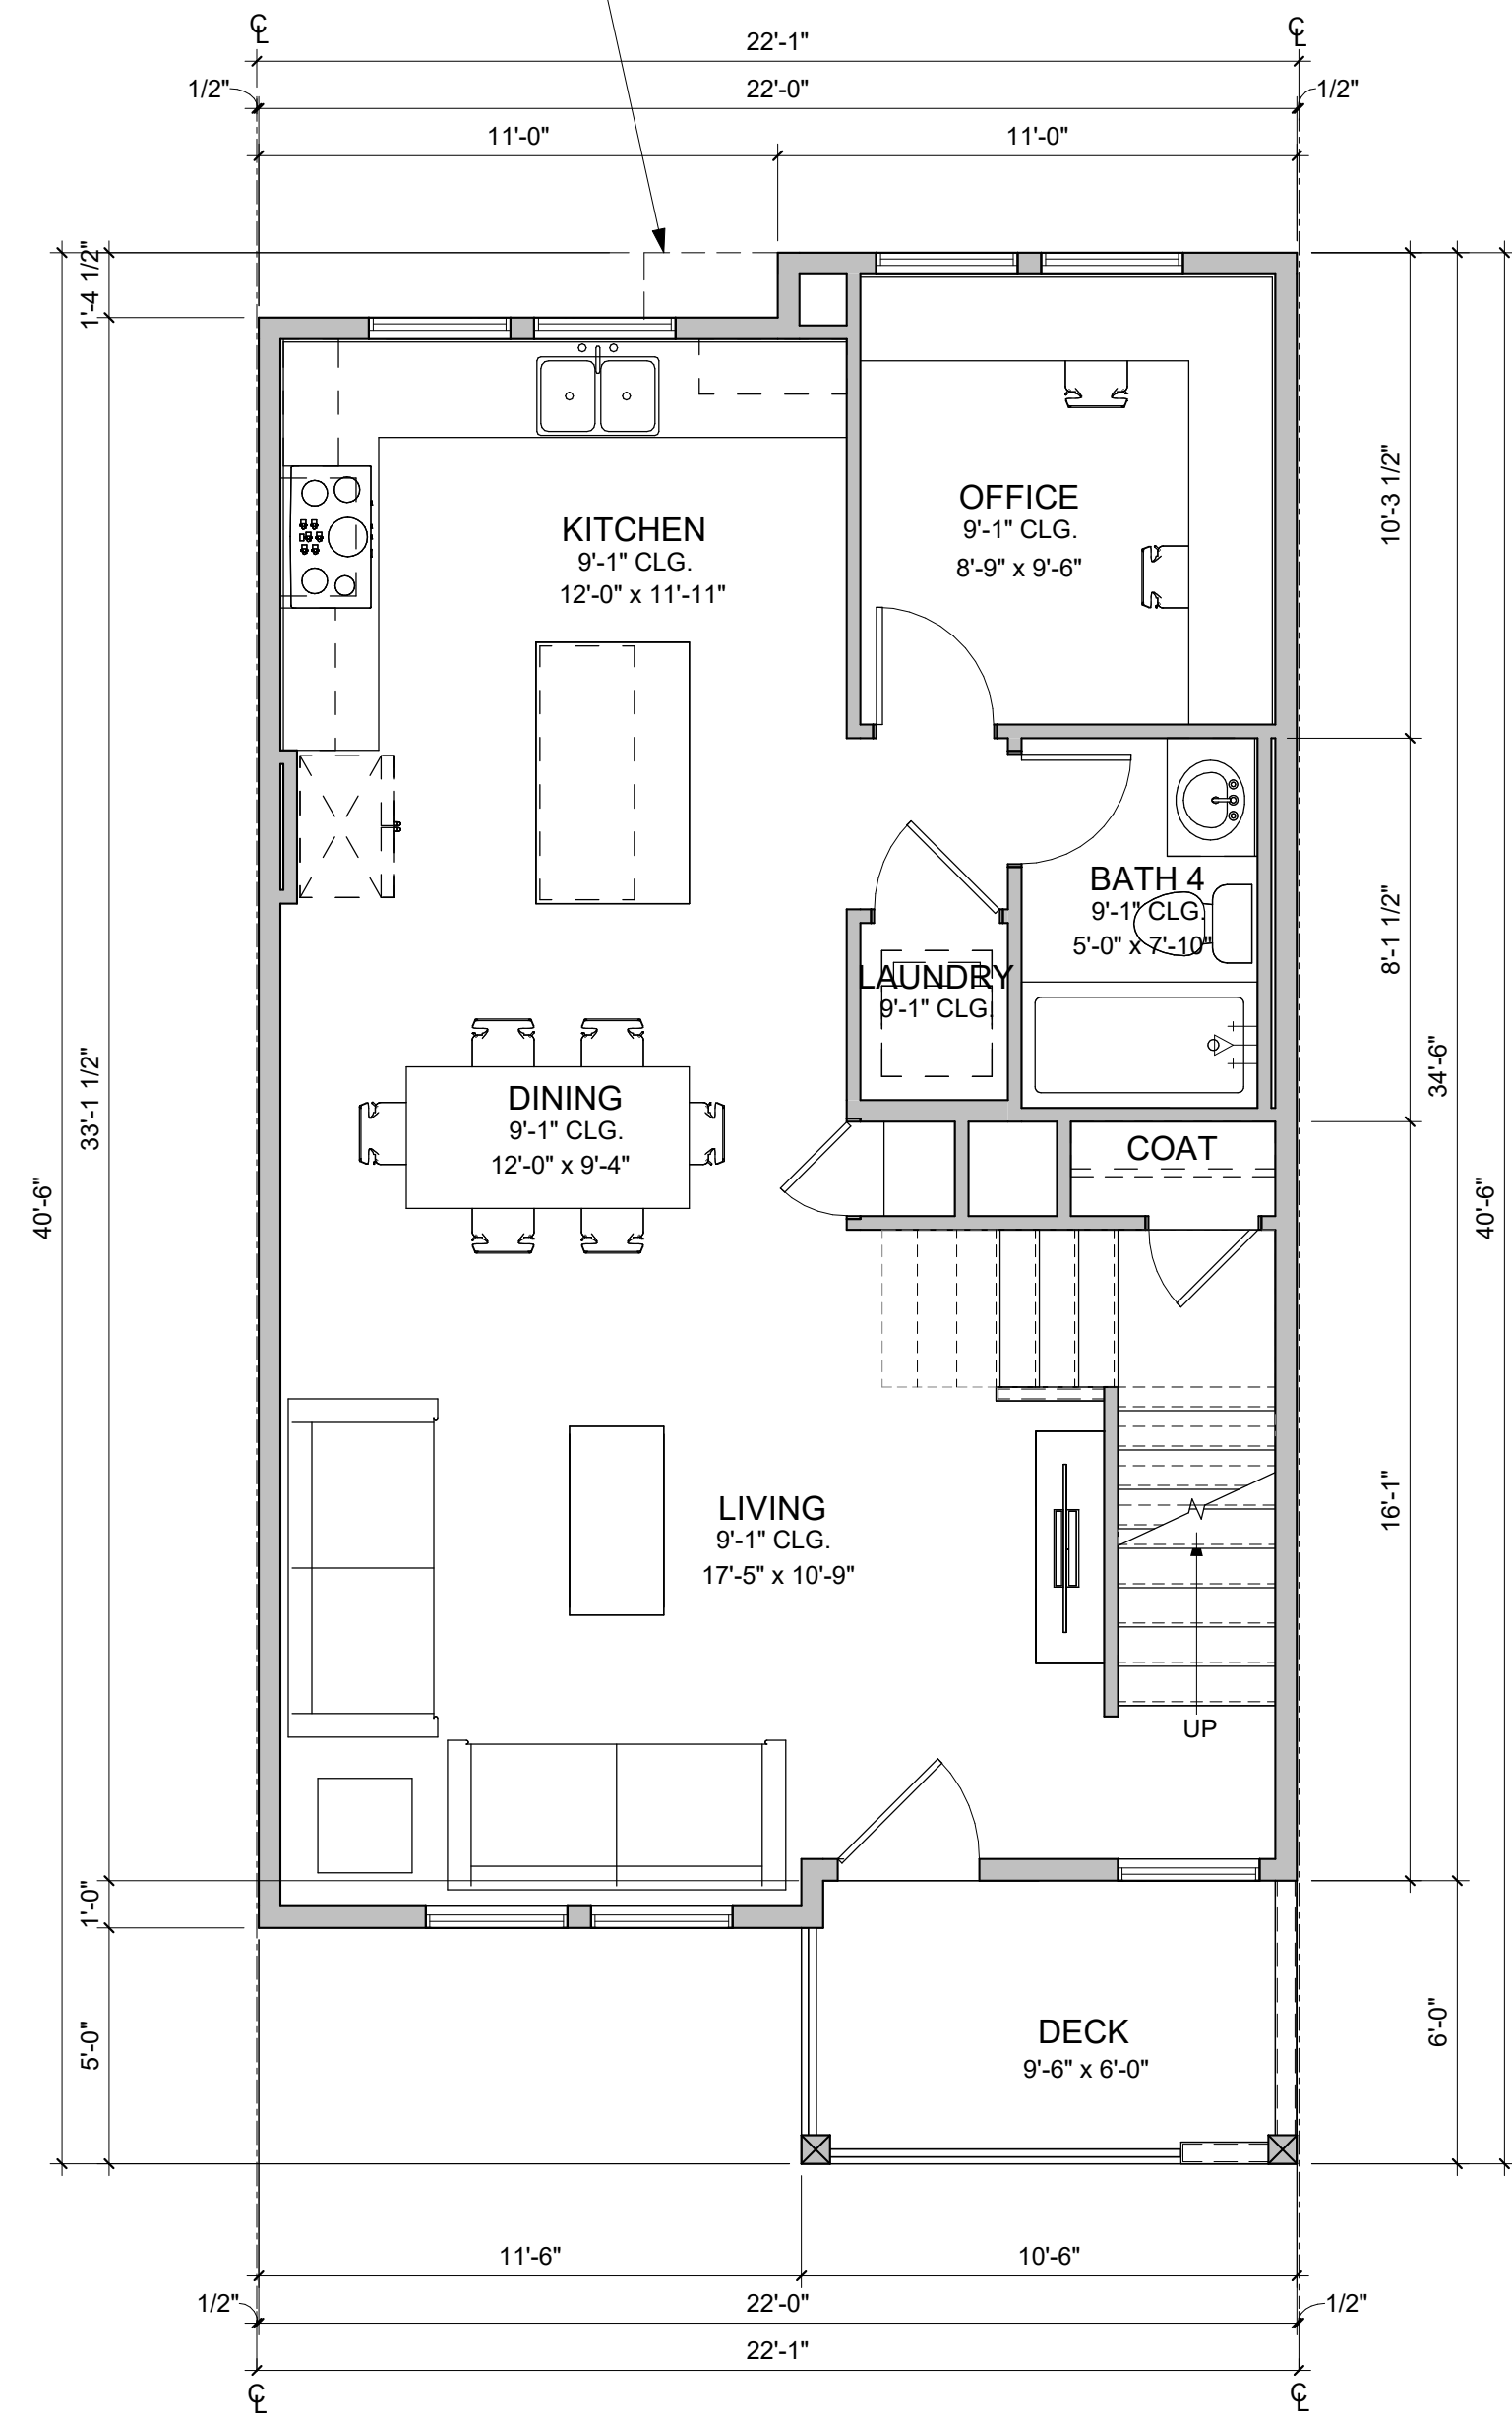 ℄ ℄
22'-1"
1/2" 22'-0" 1/2"
11'-0" 11'-0"
1'-4 1/2"
KITCHEN
9'-1" CLG.
12'-0" x 11'-11"
OFFICE
9'-1" CLG.
8'-9" x 9'-6"
10'-3 1/2"
BATH 4
9'-1" CLG.
5'-0" x 7'-10"
8'-1 1/2"
LAUNDRY
9'-1" CLG.
34'-6"
33'-1 1/2"
DINING
9'-1" CLG.
12'-0" x 9'-4"
COAT
40'-6"
40'-6"
LIVING
9'-1" CLG.
17'-5" x 10'-9"
16'-1"
UP
1'-0"
5'-0"
DECK
9'-6" x 6'-0"
6'-0"
11'-6" 10'-6"
1/2" 22'-0" 1/2"
22'-1"
℄ ℄